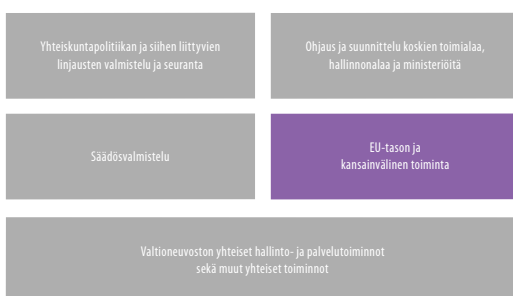 Yhteiskuntapolitiikan ja siihen liittyvien
linjausten valmistelu ja seuranta
Ohjaus ja suunnittelu koskien toimialaa,
hallinnonalaa ja ministeriöitä
Säädösvalmistelu
EU-tason ja
kansainvälinen toiminta
Valtioneuvoston yhteiset hallinto- ja palvelutoiminnot
sekä muut yhteiset toiminnot